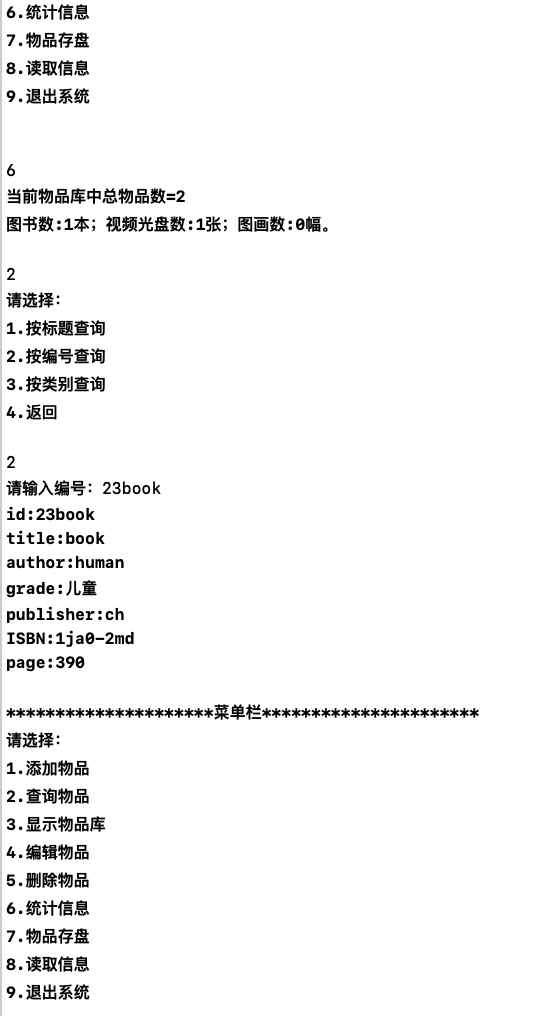 6.统计信息
7.物品存盘
8.读取信息
9.退出系统
6
当前物品库中总物品数=2
图书数:1本；视频光盘数:1张；图画数:0幅。
2
请选择：
1.按标题查询
2.按编号查询
3.按类别查询
4.返回
2
请输入编号：23book
id:23book
title:book
author:human
grade:儿童
publisher:ch
ISBN:1ja0-2md
page:390
*********************菜单栏**********************
请选择：
1.添加物品
2.查询物品
3.显示物品库
4.编辑物品
5.删除物品
6.统计信息
7.物品存盘
8.读取信息
9.退出系统